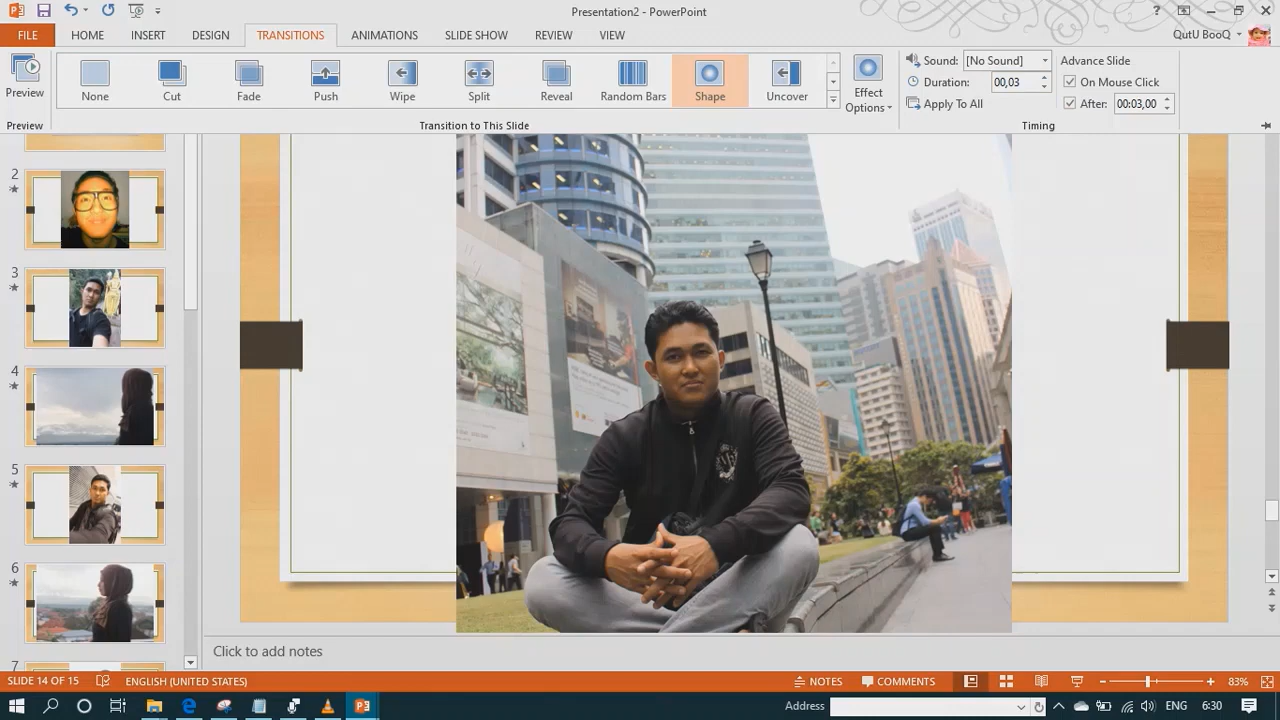 Presentation2 - PowerPoint
?
FILE
HOME
INSERT
DESIGN
TRANSITIONS
ANIMATIONS
SLIDE SHOW
REVIEW
VIEW
QutU BooQ
Preview
None
Cut
Fade
Push
Wipe
Split
Reveal
Random Bars
Shape
Uncover
Effect
Options
Sound: [No Sound]
Duration: 00,03
Apply To All
Advance Slide
On Mouse Click
After: 00:03,00
Preview
Transition to This Slide
Timing
2
3
4
5
6
7
Click to add notes
SLIDE 14 OF 15
ENGLISH (UNITED STATES)
NOTES
COMMENTS
83%
Address
ENG
6:30